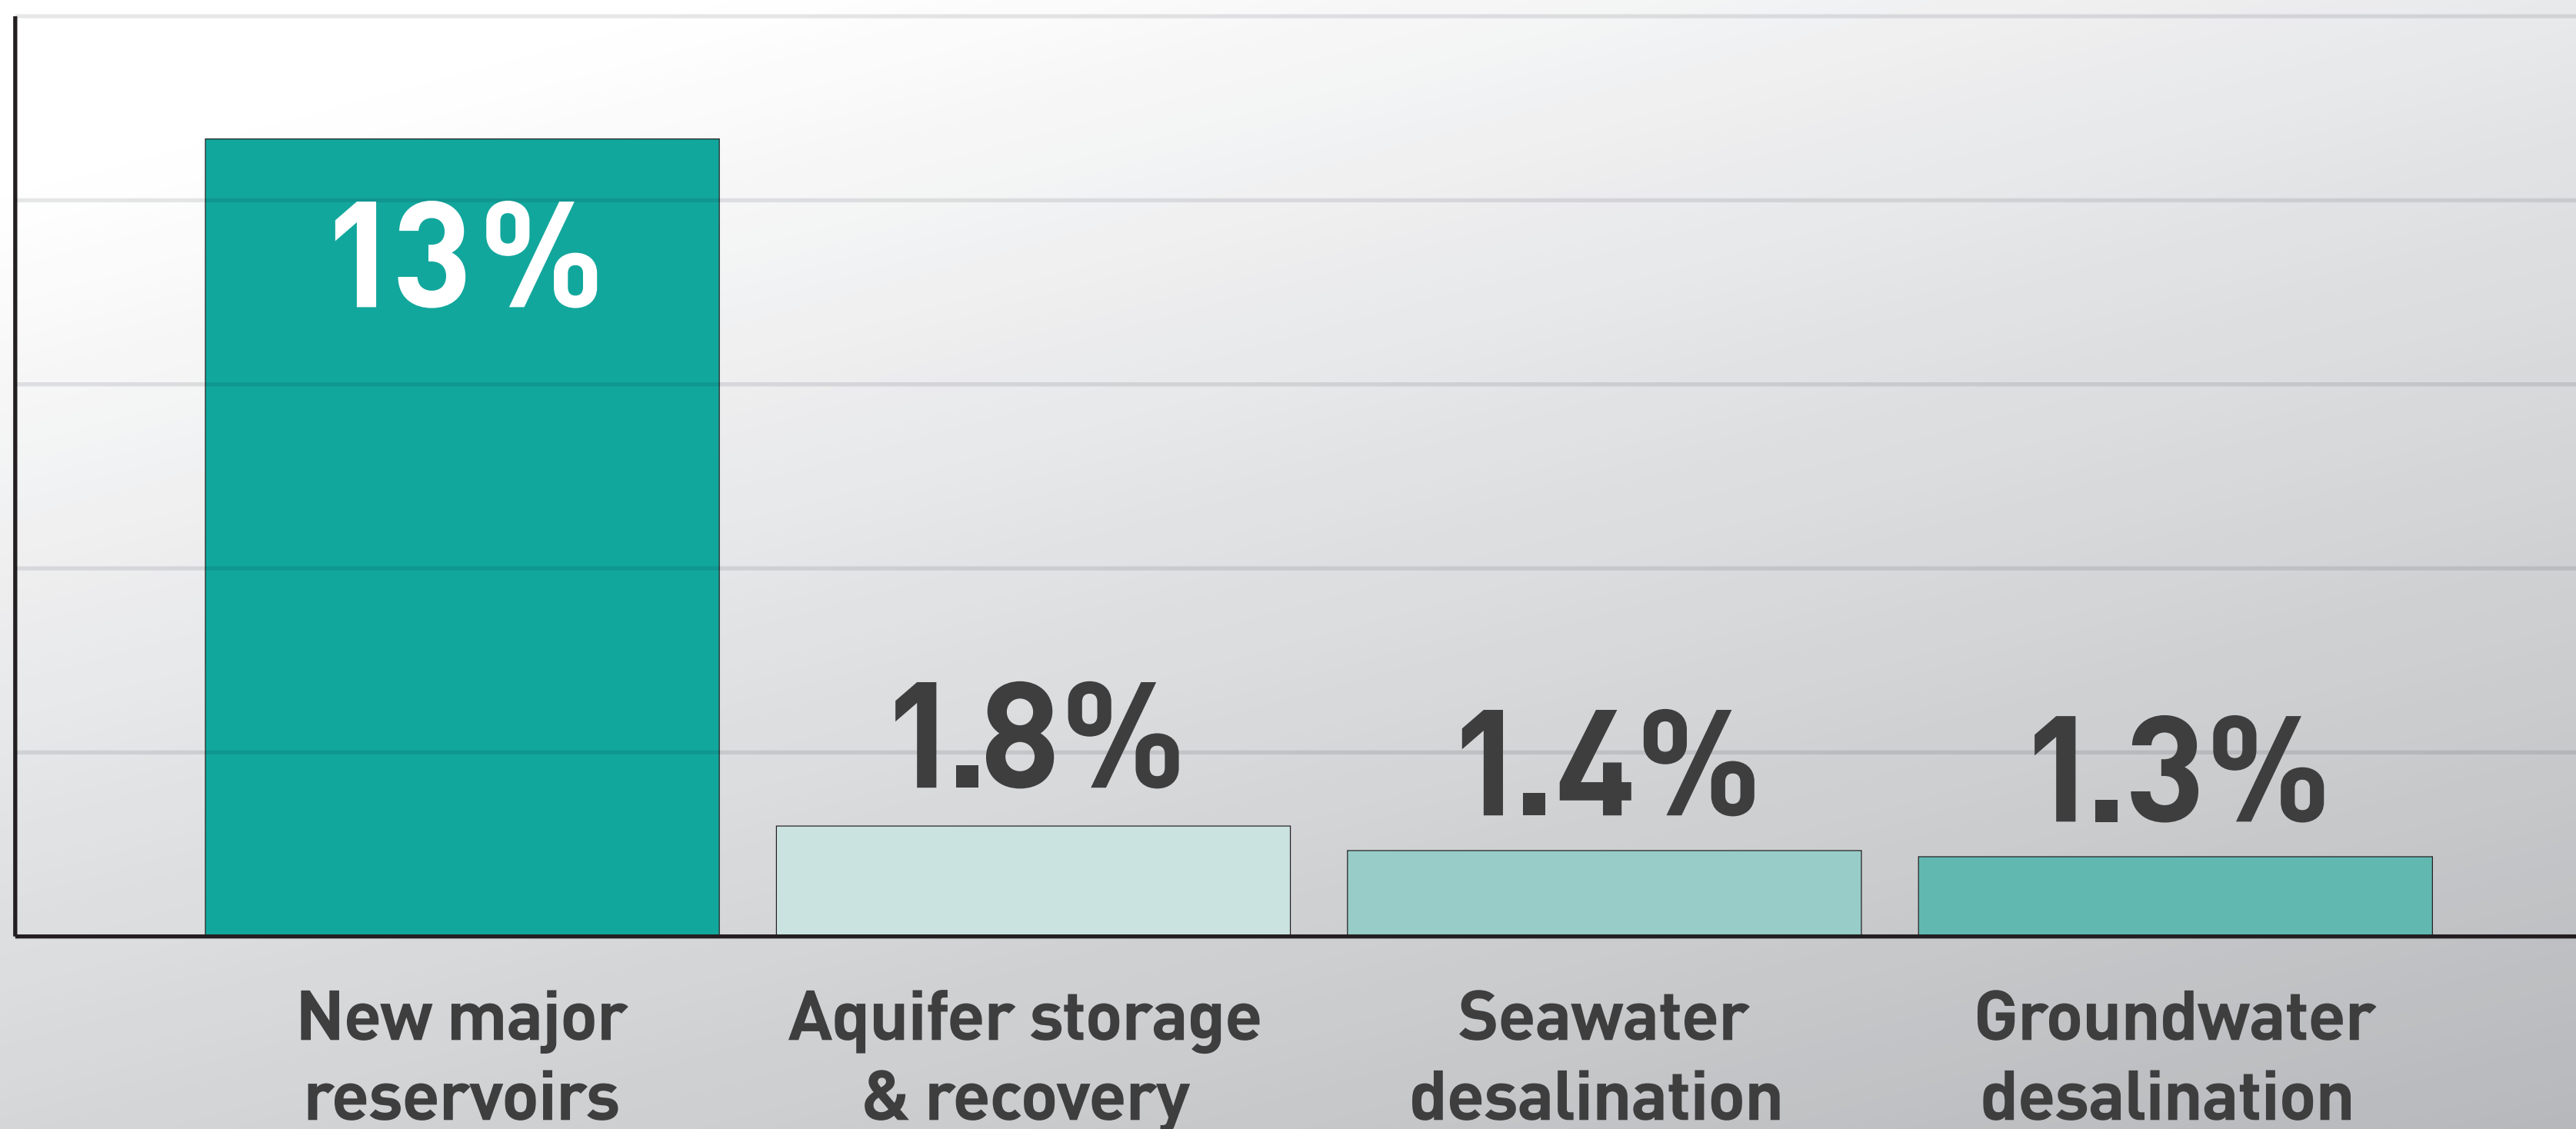 13%
1.8%
1.4%
1.3%
New major
reservoirs
Aquifer storage
& recovery
Seawater
desalination
Groundwater
desalination